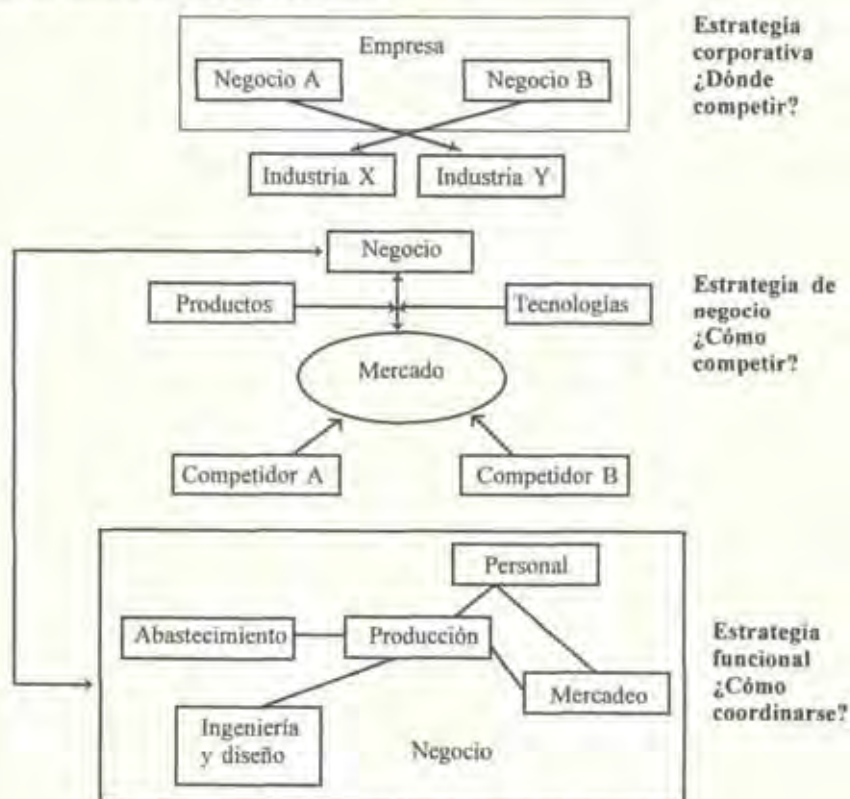 Empresa
Negocio A
Negocio B
Industria X
Industria Y
Estrategia
corporativa
¿Dónde
competir?
Negocio
Productos
Tecnologías
Mercado
Competidor A
Competidor B
Estrategia de
negocio
¿Cómo
competir?
Personal
Abastecimiento
Producción
Mercadeo
Ingeniería
y diseño
Negocio
Estrategia
funcional
¿Cómo
coordinarse?